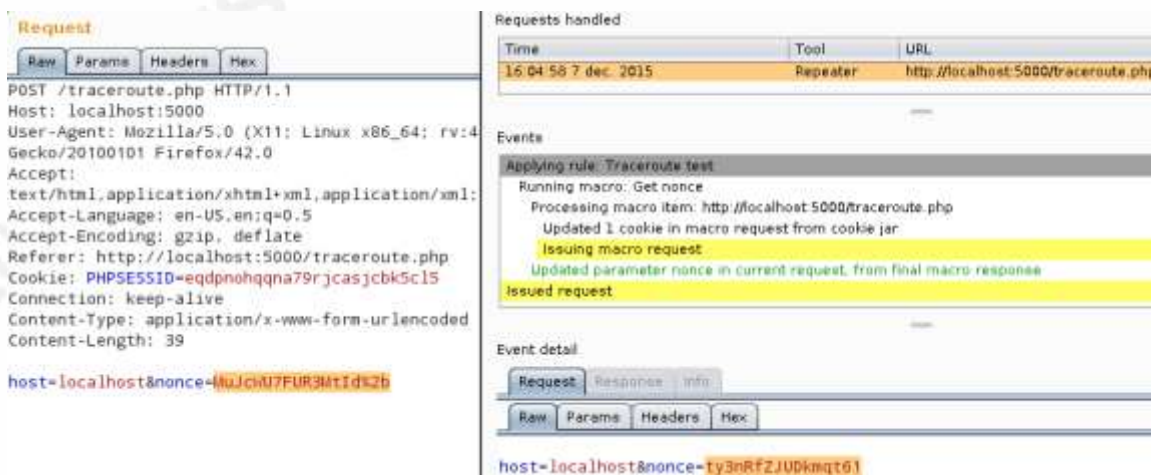 Request
Raw Params Headers Hex
POST /traceroute.php HTTP/1.1
Host: localhost:5000
User-Agent: Mozilla/5.0 (X11; Linux x86_64; rv:4
Gecko/20100101 Firefox/42.0
Accept:
text/html,application/xhtml+xml,application/xml;
Accept-Language: en-US,en;q=0.5
Accept-Encoding: gzip, deflate
Referer: http://localhost:5000/traceroute.php
Cookie: PHPSESSID=eqdpnohqqna79rjcasjcbk5cl5
Connection: keep-alive
Content-Type: application/x-www-form-urlencoded
Content-Length: 39
host=localhost&nonce=MuJcWU7FUR3MtId%2b
Requests handled
Time Tool URL
16:04:58 7 dec. 2015 Repeater http://localhost:5000/traceroute.php
Events
Applying rule: Traceroute test
Running macro: Get nonce
Processing macro item: http://localhost:5000/traceroute.php
Updated 1 cookie in macro request from cookie jar
Issuing macro request
Updated parameter nonce in current request, from final macro response
Issued request
Event detail
Request Response Info
Raw Params Headers Hex
host=localhost&nonce=ty3nRfZJUDkmqt61